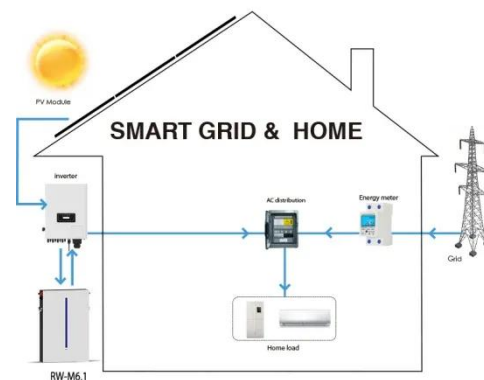 PV Module
SMART GRID & HOME
Inverter
AC distribution
Energy meter
Grid
Home load
RW-M6.1